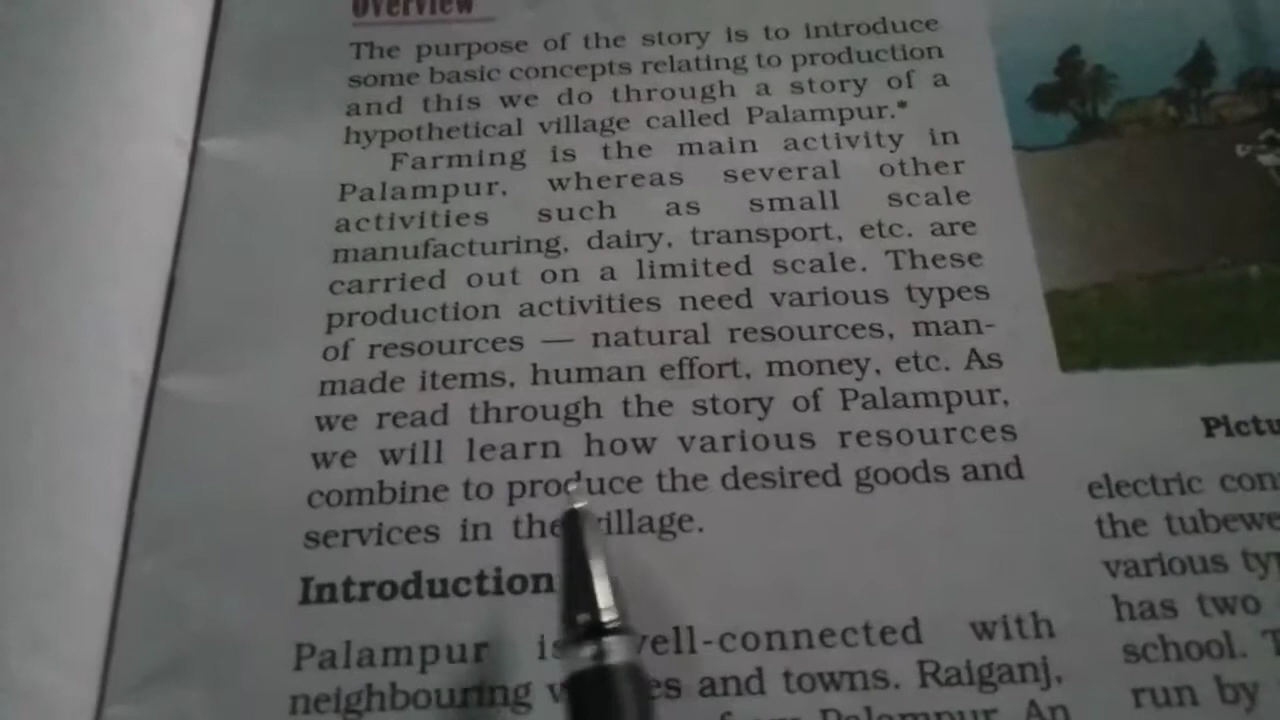 Overview
The purpose of the story is to introduce
some basic concepts relating to production
and this we do through a story of a
hypothetical village called Palampur.*
Farming is the main activity in
Palampur, whereas several other
activities such as small scale
manufacturing, dairy, transport, etc. are
carried out on a limited scale. These
production activities need various types
of resources — natural resources, man-
made items, human effort, money, etc. As
we read through the story of Palampur,
we will learn how various resources
combine to produce the desired goods and
services in the village.
Introduction
Palampur is well-connected with
neighbouring and towns. Raiganj,
Palampur. An
Pictu
electric con
the tubewe
various ty
has two
school.
run by